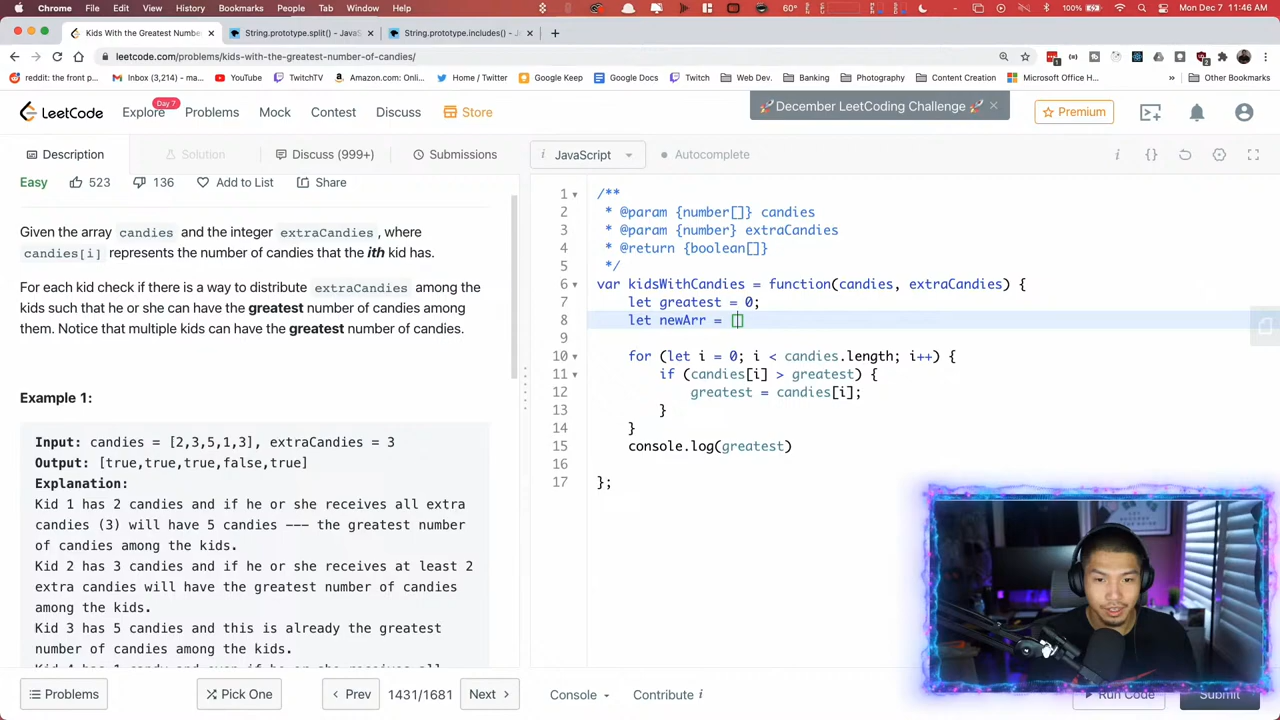 Chrome File Edit View History Bookmarks People Tab Window Help
Mon Dec 7 11:46 AM
Kids With the Greatest Numbe
String.prototype.split() - JavaS
String.prototype.includes() - J
leetcode.com/problems/kids-with-the-greatest-number-of-candies/
reddit: the front p... Inbox (3,214) - ma... YouTube TwitchTV Amazon.com: Onlin... Home / Twitter Google Keep Google Docs Twitch Web Dev. Banking Photography Content Creation Microsoft Office H... » Other Bookmarks
LeetCode Explore Day 7 Problems Mock Contest Discuss Store
December LeetCoding Challenge
Premium
Description Solution Discuss (999+) Submissions
JavaScript Autocomplete
Easy 523 136 Add to List Share
Given the array candies and the integer extraCandies, where
candies[i] represents the number of candies that the ith kid has.
For each kid check if there is a way to distribute extraCandies among the
kids such that he or she can have the greatest number of candies among
them. Notice that multiple kids can have the greatest number of candies.
Example 1:
Input: candies = [2,3,5,1,3], extraCandies = 3
Output: [true,true,true,false,true]
Explanation:
Kid 1 has 2 candies and if he or she receives all extra
candies (3) will have 5 candies --- the greatest number
of candies among the kids.
Kid 2 has 3 candies and if he or she receives at least 2
extra candies will have the greatest number of candies
among the kids.
Kid 3 has 5 candies and this is already the greatest
number of candies among the kids.
1 /**
2 * @param {number[]} candies
3 * @param {number} extraCandies
4 * @return {boolean[]}
5 */
6 var kidsWithCandies = function(candies, extraCandies) {
7 let greatest = 0;
8 let newArr = []
9
10 for (let i = 0; i < candies.length; i++) {
11 if (candies[i] > greatest) {
12 greatest = candies[i];
13 }
14 }
15 console.log(greatest)
16
17 };
Problems Pick One Prev 1431/1681 Next
Console Contribute i Run Code Submit